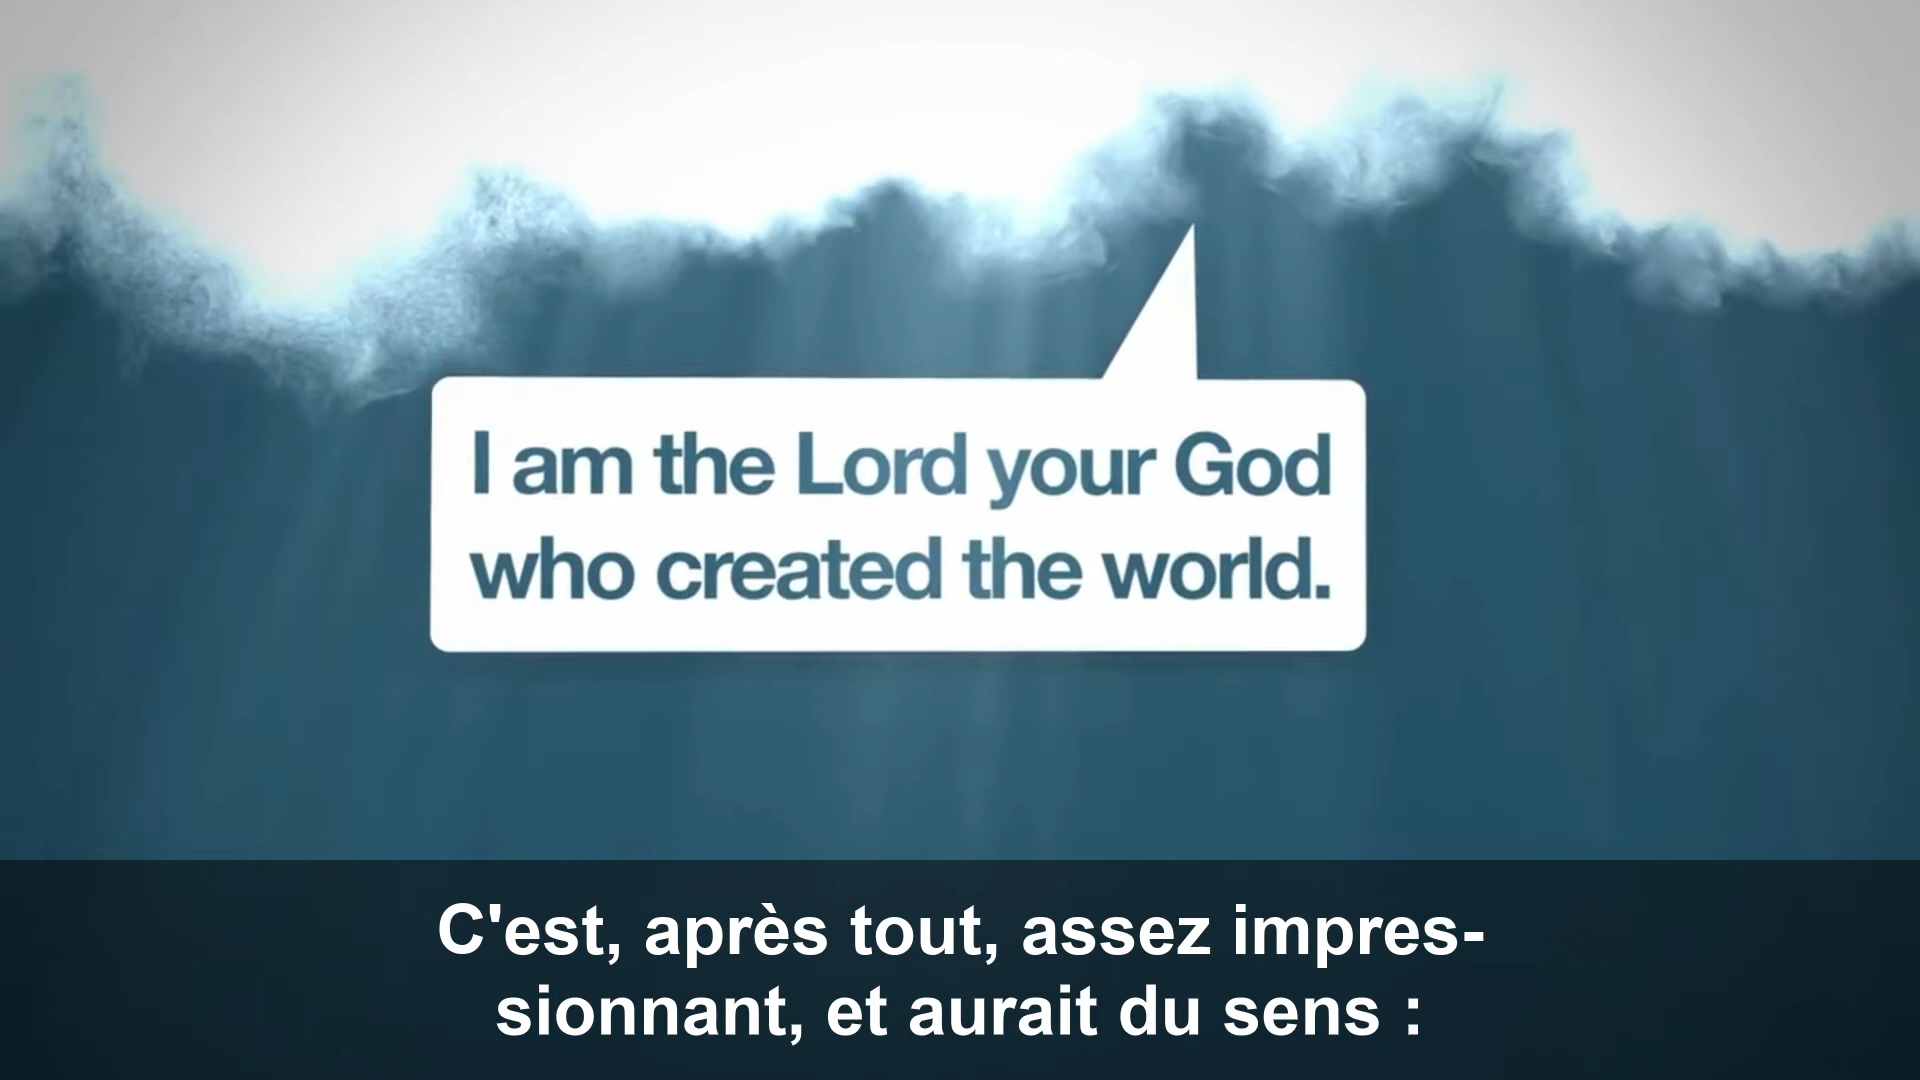 I am the Lord your God
who created the world.
C'est, après tout, assez impres-
sionnant, et aurait du sens :